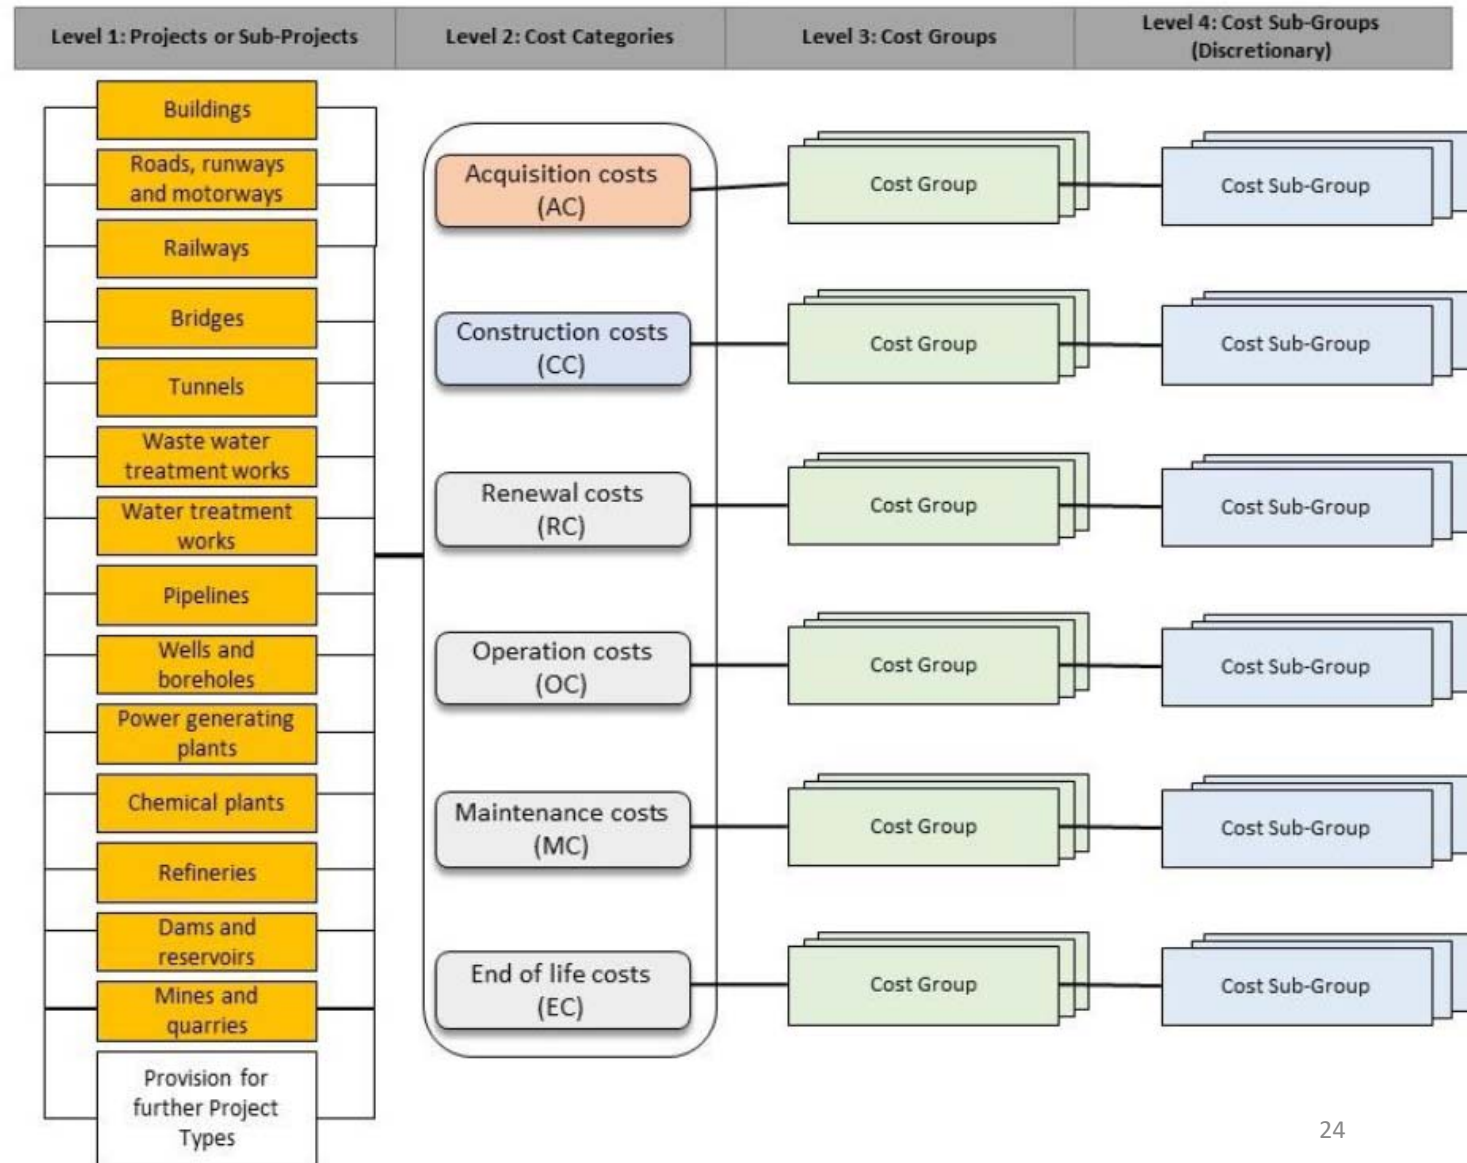 Level 1: Projects or Sub-Projects
Level 2: Cost Categories
Level 3: Cost Groups
Level 4: Cost Sub-Groups
(Discretionary)
Buildings
Roads, runways
and motorways
Railways
Bridges
Tunnels
Waste water
treatment works
Water treatment
works
Pipelines
Wells and
boreholes
Power generating
plants
Chemical plants
Refineries
Dams and
reservoirs
Mines and
quarries
Provision for
further Project
Types
Acquisition costs
(AC)
Cost Group
Cost Sub-Group
Construction costs
(CC)
Cost Group
Cost Sub-Group
Renewal costs
(RC)
Cost Group
Cost Sub-Group
Operation costs
(OC)
Cost Group
Cost Sub-Group
Maintenance costs
(MC)
Cost Group
Cost Sub-Group
End of life costs
(EC)
Cost Group
Cost Sub-Group
24